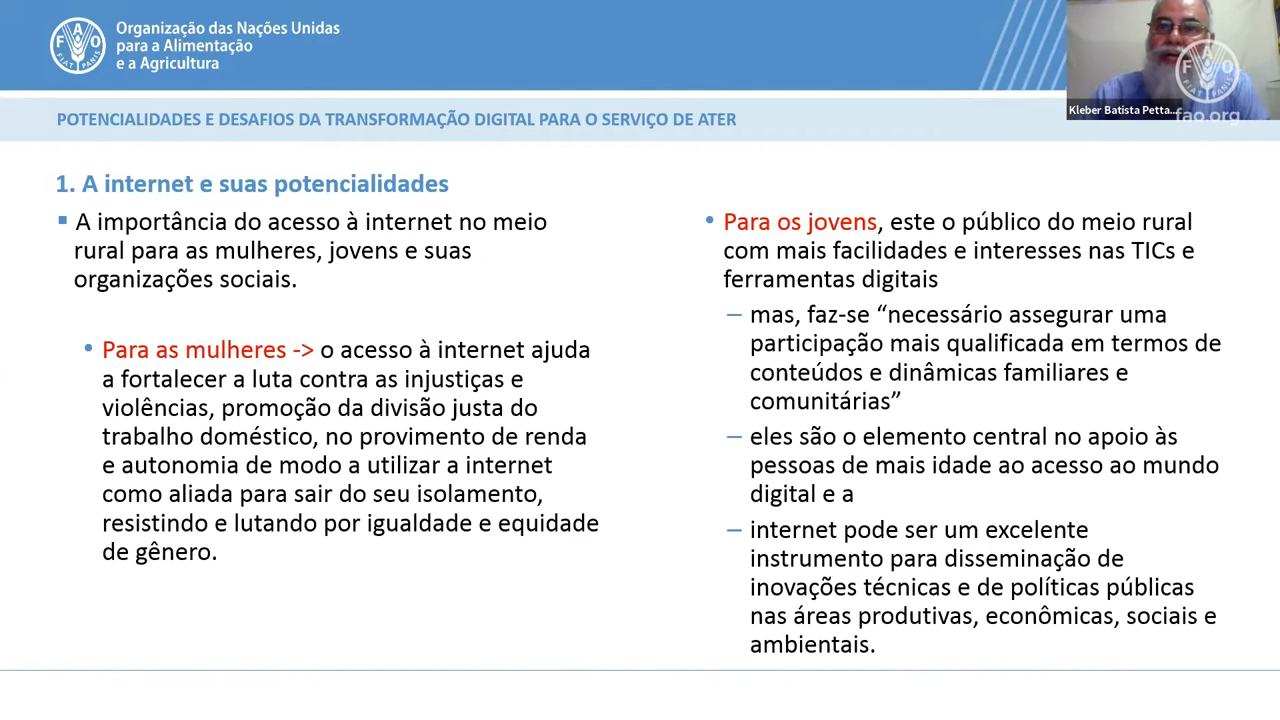 Organização das Nações Unidas
para a Alimentação
e a Agricultura
F A O
FIAT PANIS
Kleber Batista Petta...
F A O
FIAT PANIS
fao.org
POTENCIALIDADES E DESAFIOS DA TRANSFORMAÇÃO DIGITAL PARA O SERVIÇO DE ATER
1. A internet e suas potencialidades
▪ A importância do acesso à internet no meio
rural para as mulheres, jovens e suas
organizações sociais.
• Para as mulheres -> o acesso à internet ajuda
a fortalecer a luta contra as injustiças e
violências, promoção da divisão justa do
trabalho doméstico, no provimento de renda
e autonomia de modo a utilizar a internet
como aliada para sair do seu isolamento,
resistindo e lutando por igualdade e equidade
de gênero.
• Para os jovens, este o público do meio rural
com mais facilidades e interesses nas TICs e
ferramentas digitais
– mas, faz-se “necessário assegurar uma
participação mais qualificada em termos de
conteúdos e dinâmicas familiares e
comunitárias”
– eles são o elemento central no apoio às
pessoas de mais idade ao acesso ao mundo
digital e a
– internet pode ser um excelente
instrumento para disseminação de
inovações técnicas e de políticas públicas
nas áreas produtivas, econômicas, sociais e
ambientais.